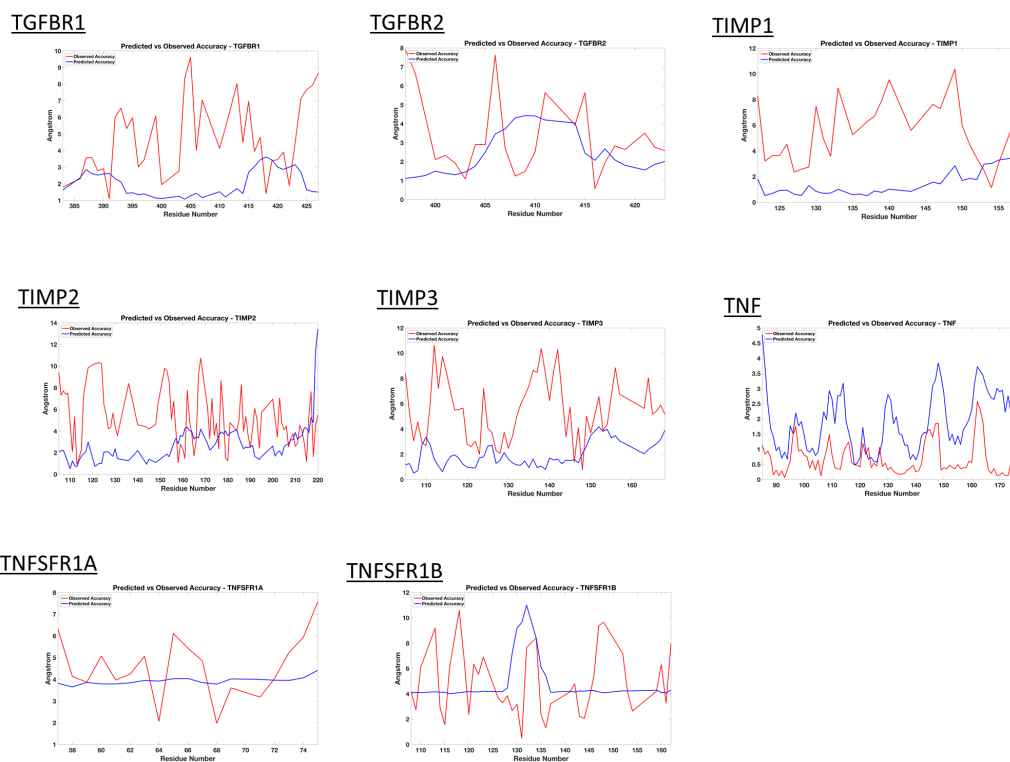 TGFBR1
Predicted vs Observed Accuracy - TGFBR1
Observed Accuracy
Predicted Accuracy
Angstrom
10
9
8
7
6
5
4
3
2
1
385 390 395 400 405 410 415 420 425
Residue Number
TGFBR2
Predicted vs Observed Accuracy - TGFBR2
Observed Accuracy
Predicted Accuracy
Angstrom
8
7
6
5
4
3
2
1
0
400 405 410 415 420
Residue Number
TIMP1
Predicted vs Observed Accuracy - TIMP1
Observed Accuracy
Predicted Accuracy
Angstrom
12
10
8
6
4
2
0
125 130 135 140 145 150 155
Residue Number
TIMP2
Predicted vs Observed Accuracy - TIMP2
Observed Accuracy
Predicted Accuracy
Angstrom
14
12
10
8
6
4
2
0
110 120 130 140 150 160 170 180 190 200 210 220
Residue Number
TIMP3
Predicted vs Observed Accuracy - TIMP3
Observed Accuracy
Predicted Accuracy
Angstrom
12
10
8
6
4
2
0
110 120 130 140 150 160
Residue Number
TNF
Predicted vs Observed Accuracy - TNF
Observed Accuracy
Predicted Accuracy
Angstrom
5
4.5
4
3.5
3
2.5
2
1.5
1
0.5
0
90 100 110 120 130 140 150 160 170
Residue Number
TNFSFR1A
Predicted vs Observed Accuracy - TNFSFR1A
Observed Accuracy
Predicted Accuracy
Angstrom
8
7
6
5
4
3
2
1
58 60 62 64 66 68 70 72 74
Residue Number
TNFSFR1B
Predicted vs Observed Accuracy - TNFSFR1B
Observed Accuracy
Predicted Accuracy
Angstrom
12
10
8
6
4
2
0
110 115 120 125 130 135 140 145 150 155 160
Residue Number